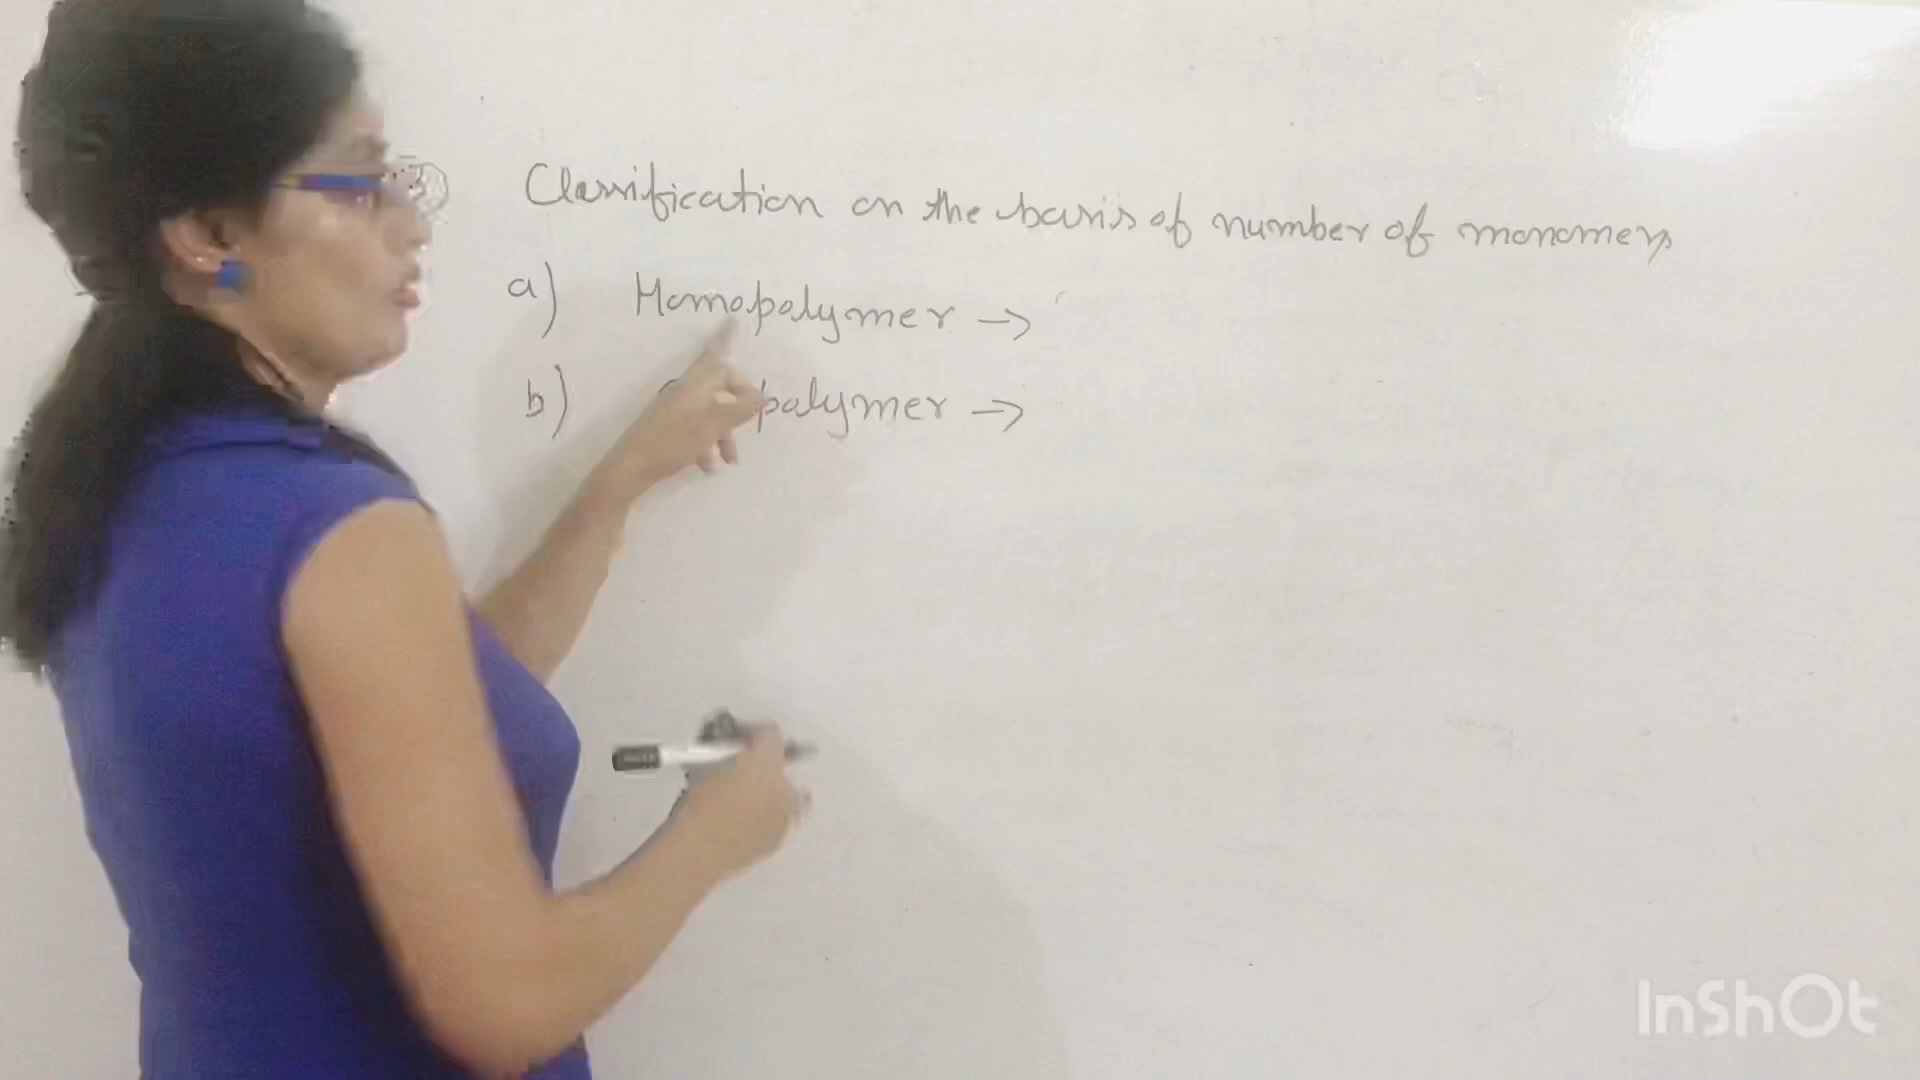 Classification on the basis of number of monomers
a) Homopolymer →
b) polymer →
InShOt